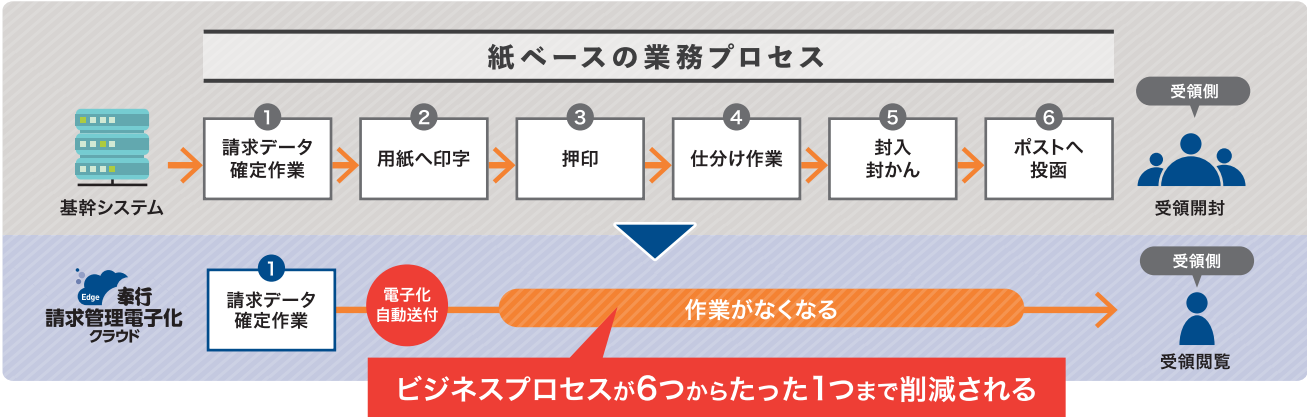 紙ベースの業務プロセス
受領側
1
請求データ
確定作業
2
用紙へ印字
3
押印
4
仕分け作業
5
封入
封かん
6
ポストへ
投函
基幹システム
受領開封
Edge
奉行
請求管理電子化
クラウド
1
請求データ
確定作業
電子化
自動送付
作業がなくなる
受領側
受領閲覧
ビジネスプロセスが6つからたった1つまで削減される